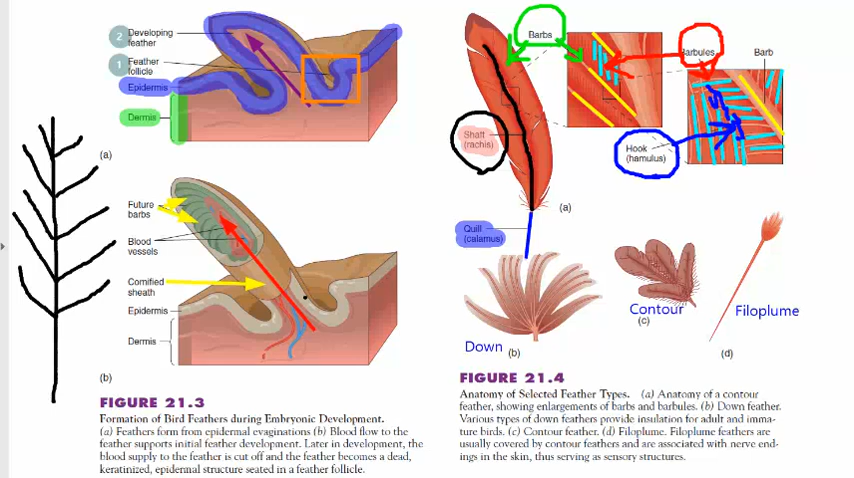 2 Developing
feather
1 Feather
follicle
Epidermis
Dermis
(a)
Future
barbs
Blood
vessels
Cornified
sheath
Epidermis
Dermis
(b)
FIGURE 21.3
Formation of Bird Feathers during Embryonic Development.
(a) Feathers form from epidermal evaginations (b) Blood flow to the
feather supports initial feather development. Later in development, the
blood supply to the feather is cut off and the feather becomes a dead,
keratinized, epidermal structure seated in a feather follicle.
Barbs
Barbules
Barb
Shaft
(rachis)
Hook
(hamulus)
(a)
Quill
(calamus)
Down
(b)
Contour
(c)
Filoplume
(d)
FIGURE 21.4
Anatomy of Selected Feather Types. (a) Anatomy of a contour
feather, showing enlargements of barbs and barbules. (b) Down feather.
Various types of down feathers provide insulation for adult and imma-
ture birds. (c) Contour feather. (d) Filoplume. Filoplume feathers are
usually covered by contour feathers and are associated with nerve end-
ings in the skin, thus serving as sensory structures.